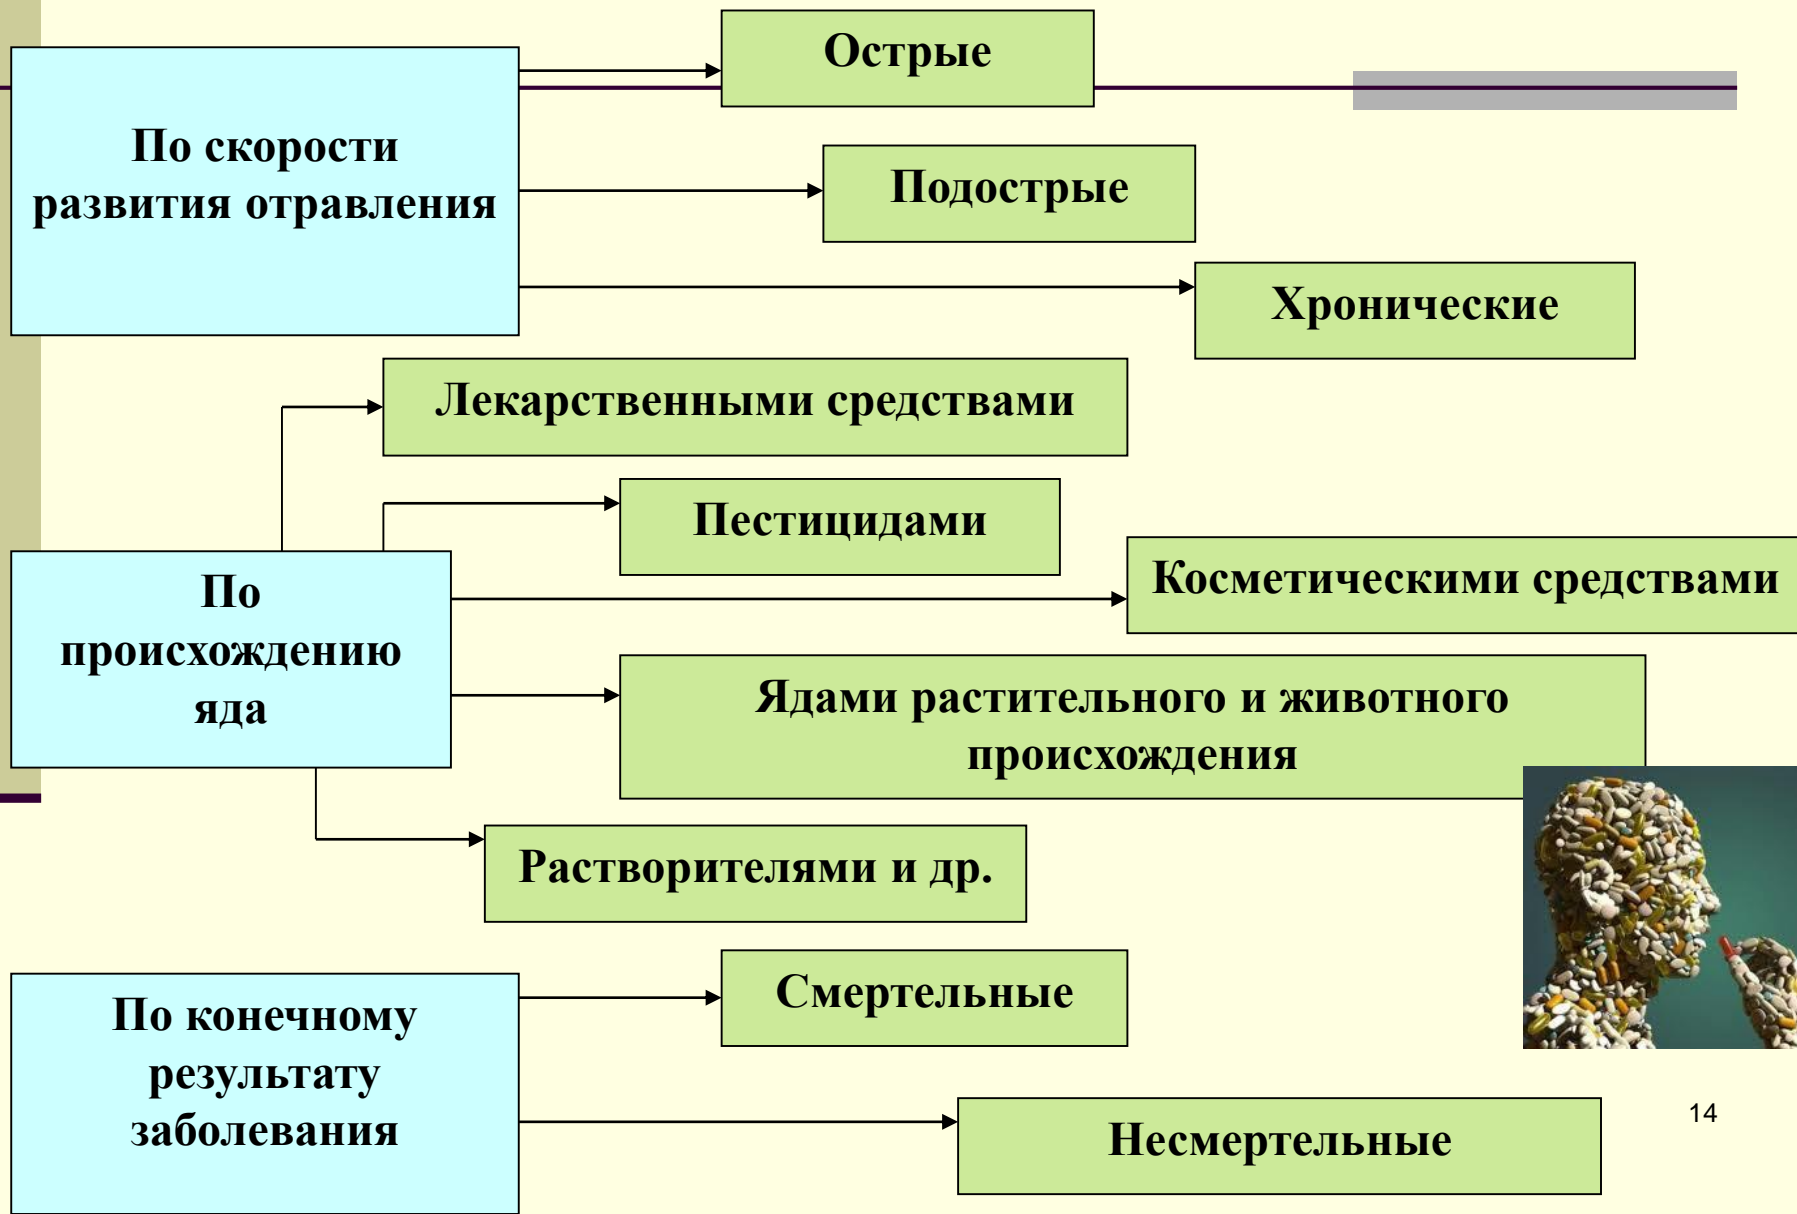 Острые
По скорости
развития отравления
Подострые
Хронические
Лекарственными средствами
Пестицидами
Косметическими средствами
По
происхождению
яда
Ядами растительного и животного
происхождения
Растворителями и др.
Смертельные
По конечному
результату
заболевания
Несмертельные
14